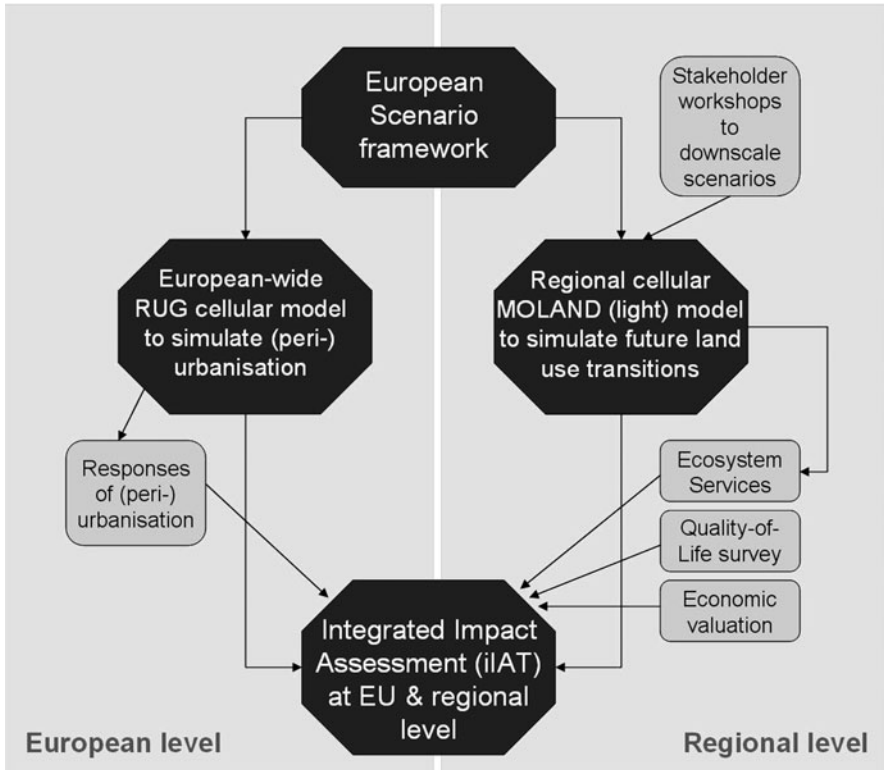 European
Scenario
framework
Stakeholder
workshops
to
downscale
scenarios
European-wide
RUG cellular model
to simulate (peri-)
urbanisation
Regional cellular
MOLAND (light) model
to simulate future land
use transitions
Responses
of (peri-)
urbanisation
Ecosystem
Services
Quality-of-
Life survey
Economic
valuation
Integrated Impact
Assessment (iIAT)
at EU & regional
level
European level
Regional level